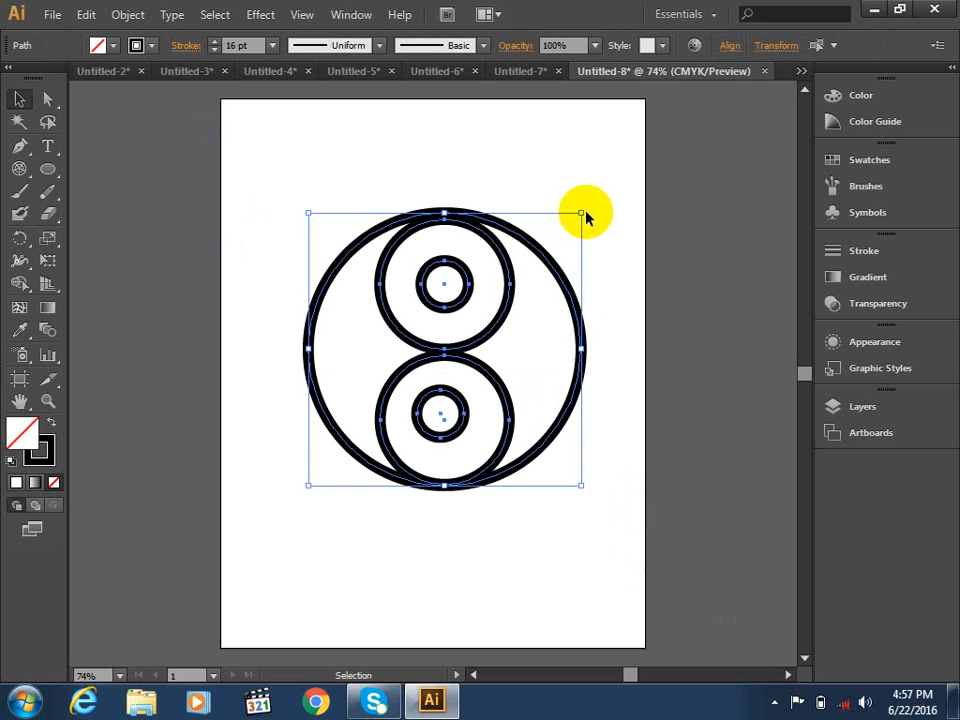 Ai File Edit Object Type Select Effect View Window Help Br Essentials
Path Stroke: 16 pt Uniform Basic Opacity: 100% Style: Align Transform
Untitled-2* × Untitled-3* × Untitled-4* × Untitled-5* × Untitled-6* × Untitled-7* × Untitled-8* @ 74% (CMYK/Preview) ×
Color
Color Guide
Swatches
Brushes
Symbols
Stroke
Gradient
Transparency
Appearance
Graphic Styles
Layers
Artboards
74% 1 Selection
321 Ai 4:57 PM
6/22/2016